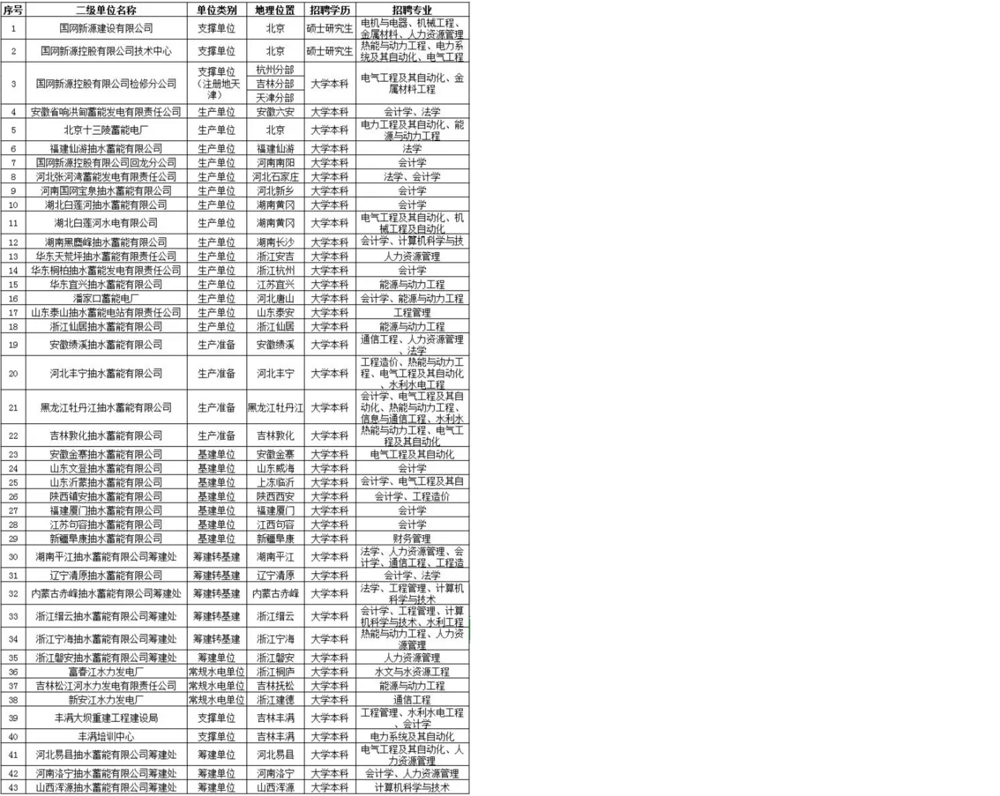 序号 二级单位名称 单位类别 地理位置 招聘学历 招聘专业
1 国网新源建设有限公司 支撑单位 北京 硕士研究生 电机与电器、机械工程、
金属材料、人力资源管理
2 国网新源控股有限公司技术中心 支撑单位 北京 硕士研究生 热能与动力工程、电力系
统及其自动化、电气工程
3 国网新源控股有限公司检修分公司 支撑单位
（注册地天
津） 杭州分部
吉林分部
天津分部 大学本科 电气工程及其自动化、金
属材料工程
4 安徽省响洪甸蓄能发电有限责任公司 生产单位 安徽六安 大学本科 会计学、法学
5 北京十三陵蓄能电厂 生产单位 北京 大学本科 电力工程及其自动化、能
源与动力工程
6 福建仙游抽水蓄能有限公司 生产单位 福建仙游 大学本科 法学
7 国网新源控股有限公司回龙分公司 生产单位 河南南阳 大学本科 会计学
8 河北张河湾蓄能发电有限责任公司 生产单位 河北石家庄 大学本科 法学、会计学
9 河南国网宝泉抽水蓄能有限公司 生产单位 河北新乡 大学本科 会计学
10 湖北白莲河抽水蓄能有限公司 生产单位 湖南黄冈 大学本科 会计学
11 湖北白莲河水电有限公司 生产单位 湖南黄冈 大学本科 电气工程及其自动化、机
械工程及自动化
12 湖南黑麋峰抽水蓄能有限公司 生产单位 湖南长沙 大学本科 会计学、计算机科学与技
13 华东天荒坪抽水蓄能有限责任公司 生产单位 浙江安吉 大学本科 人力资源管理
14 华东桐柏抽水蓄能发电有限责任公司 生产单位 浙江杭州 大学本科 会计学
15 华东宜兴抽水蓄能有限公司 生产单位 江苏宜兴 大学本科 能源与动力工程
16 潘家口蓄能电厂 生产单位 河北唐山 大学本科 会计学、能源与动力工程
17 山东泰山抽水蓄能电站有限责任公司 生产单位 山东泰安 大学本科 工程管理
18 浙江仙居抽水蓄能有限公司 生产单位 浙江仙居 大学本科 能源与动力工程
19 安徽绩溪抽水蓄能有限公司 生产准备 安徽绩溪 大学本科 通信工程、人力资源管理
、法学
20 河北丰宁抽水蓄能有限公司 生产准备 河北丰宁 大学本科 工程造价、热能与动力工
程、电气工程及其自动化
、水利水电工程
21 黑龙江牡丹江抽水蓄能有限公司 生产准备 黑龙江牡丹江 大学本科 会计学、电气工程及其自
动化、热能与动力工程、
信息与通信工程、水利水
22 吉林敦化抽水蓄能有限公司 生产准备 吉林敦化 大学本科 热能与动力工程、电气工
程及其自动化
23 安徽金寨抽水蓄能有限公司 基建单位 安徽金寨 大学本科 电气工程及其自动化
24 山东文登抽水蓄能有限公司 基建单位 山东威海 大学本科 会计学
25 山东沂蒙抽水蓄能有限公司 基建单位 上冻临沂 大学本科 会计学、电气工程及其自
26 陕西镇安抽水蓄能有限公司 基建单位 陕西西安 大学本科 会计学、工程造价
27 福建厦门抽水蓄能有限公司 基建单位 福建厦门 大学本科 会计学
28 江苏句容抽水蓄能有限公司 基建单位 江西句容 大学本科 会计学
29 新疆阜康抽水蓄能有限公司 基建单位 新疆阜康 大学本科 财务管理
30 湖南平江抽水蓄能有限公司筹建处 筹建转基建 湖南平江 大学本科 法学、人力资源管理、会
计学、通信工程、工程造
31 辽宁清原抽水蓄能有限公司 筹建转基建 辽宁清原 大学本科 会计学、法学
32 内蒙古赤峰抽水蓄能有限公司筹建处 筹建转基建 内蒙古赤峰 大学本科 法学、工程管理、计算机
科学与技术
33 浙江缙云抽水蓄能有限公司筹建处 筹建转基建 浙江缙云 大学本科 会计学、工程管理、计算
机科学与技术、水利工程
34 浙江宁海抽水蓄能有限公司筹建处 筹建转基建 浙江宁海 大学本科 热能与动力工程、人力资
源管理
35 浙江磐安抽水蓄能有限公司筹建处 筹建单位 浙江磐安 大学本科 人力资源管理
36 富春江水力发电厂 常规水电单位 浙江桐庐 大学本科 水文与水资源工程
37 吉林松江河水力发电有限责任公司 常规水电单位 吉林抚松 大学本科 能源与动力工程
38 新安江水力发电厂 常规水电单位 浙江建德 大学本科 通信工程
39 丰满大坝重建工程建设局 支撑单位 吉林丰满 大学本科 工程管理、水利水电工程
、会计学
40 丰满培训中心 支撑单位 吉林丰满 大学本科 电力系统及其自动化
41 河北易县抽水蓄能有限公司筹建处 筹建单位 河北易县 大学本科 电气工程及其自动化、人
力资源管理
42 河南洛宁抽水蓄能有限公司筹建处 筹建单位 河南洛宁 大学本科 会计学、人力资源管理
43 山西浑源抽水蓄能有限公司筹建处 筹建单位 山西浑源 大学本科 计算机科学与技术